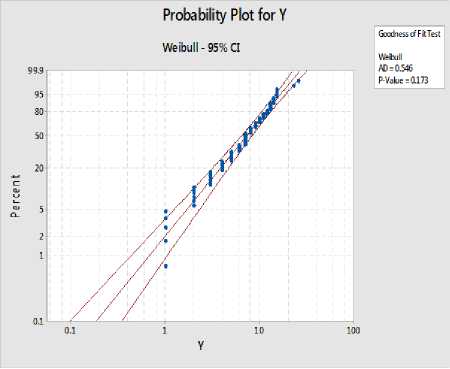 Probability Plot for Y
Weibull - 95% CI
Goodness of Fit Test
Weibull
AD = 0.546
P-Value = 0.173
99.9
95
80
50
20
5
2
1
0.1
Percent
0.1
1
10
100
Y